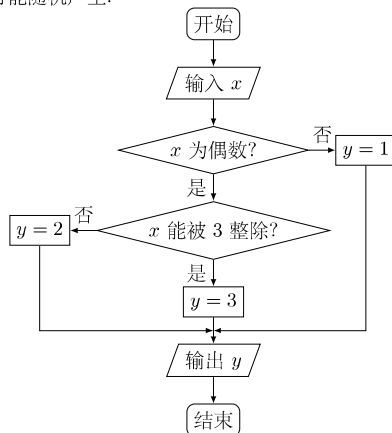 开始
输入 x
x 为偶数?
否
y = 1
是
否
y = 2
x 能被 3 整除?
是
y = 3
输出 y
结束